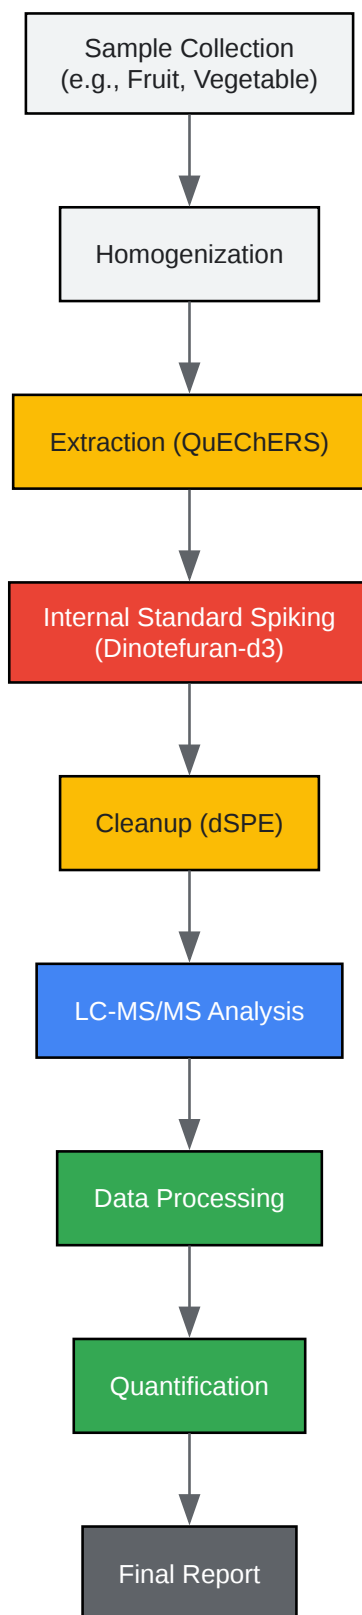 Sample Collection
(e.g., Fruit, Vegetable)
Homogenization
Extraction (QuEChERS)
Internal Standard Spiking
(Dinotefuran-d3)
Cleanup (dSPE)
LC-MS/MS Analysis
Data Processing
Quantification
Final Report